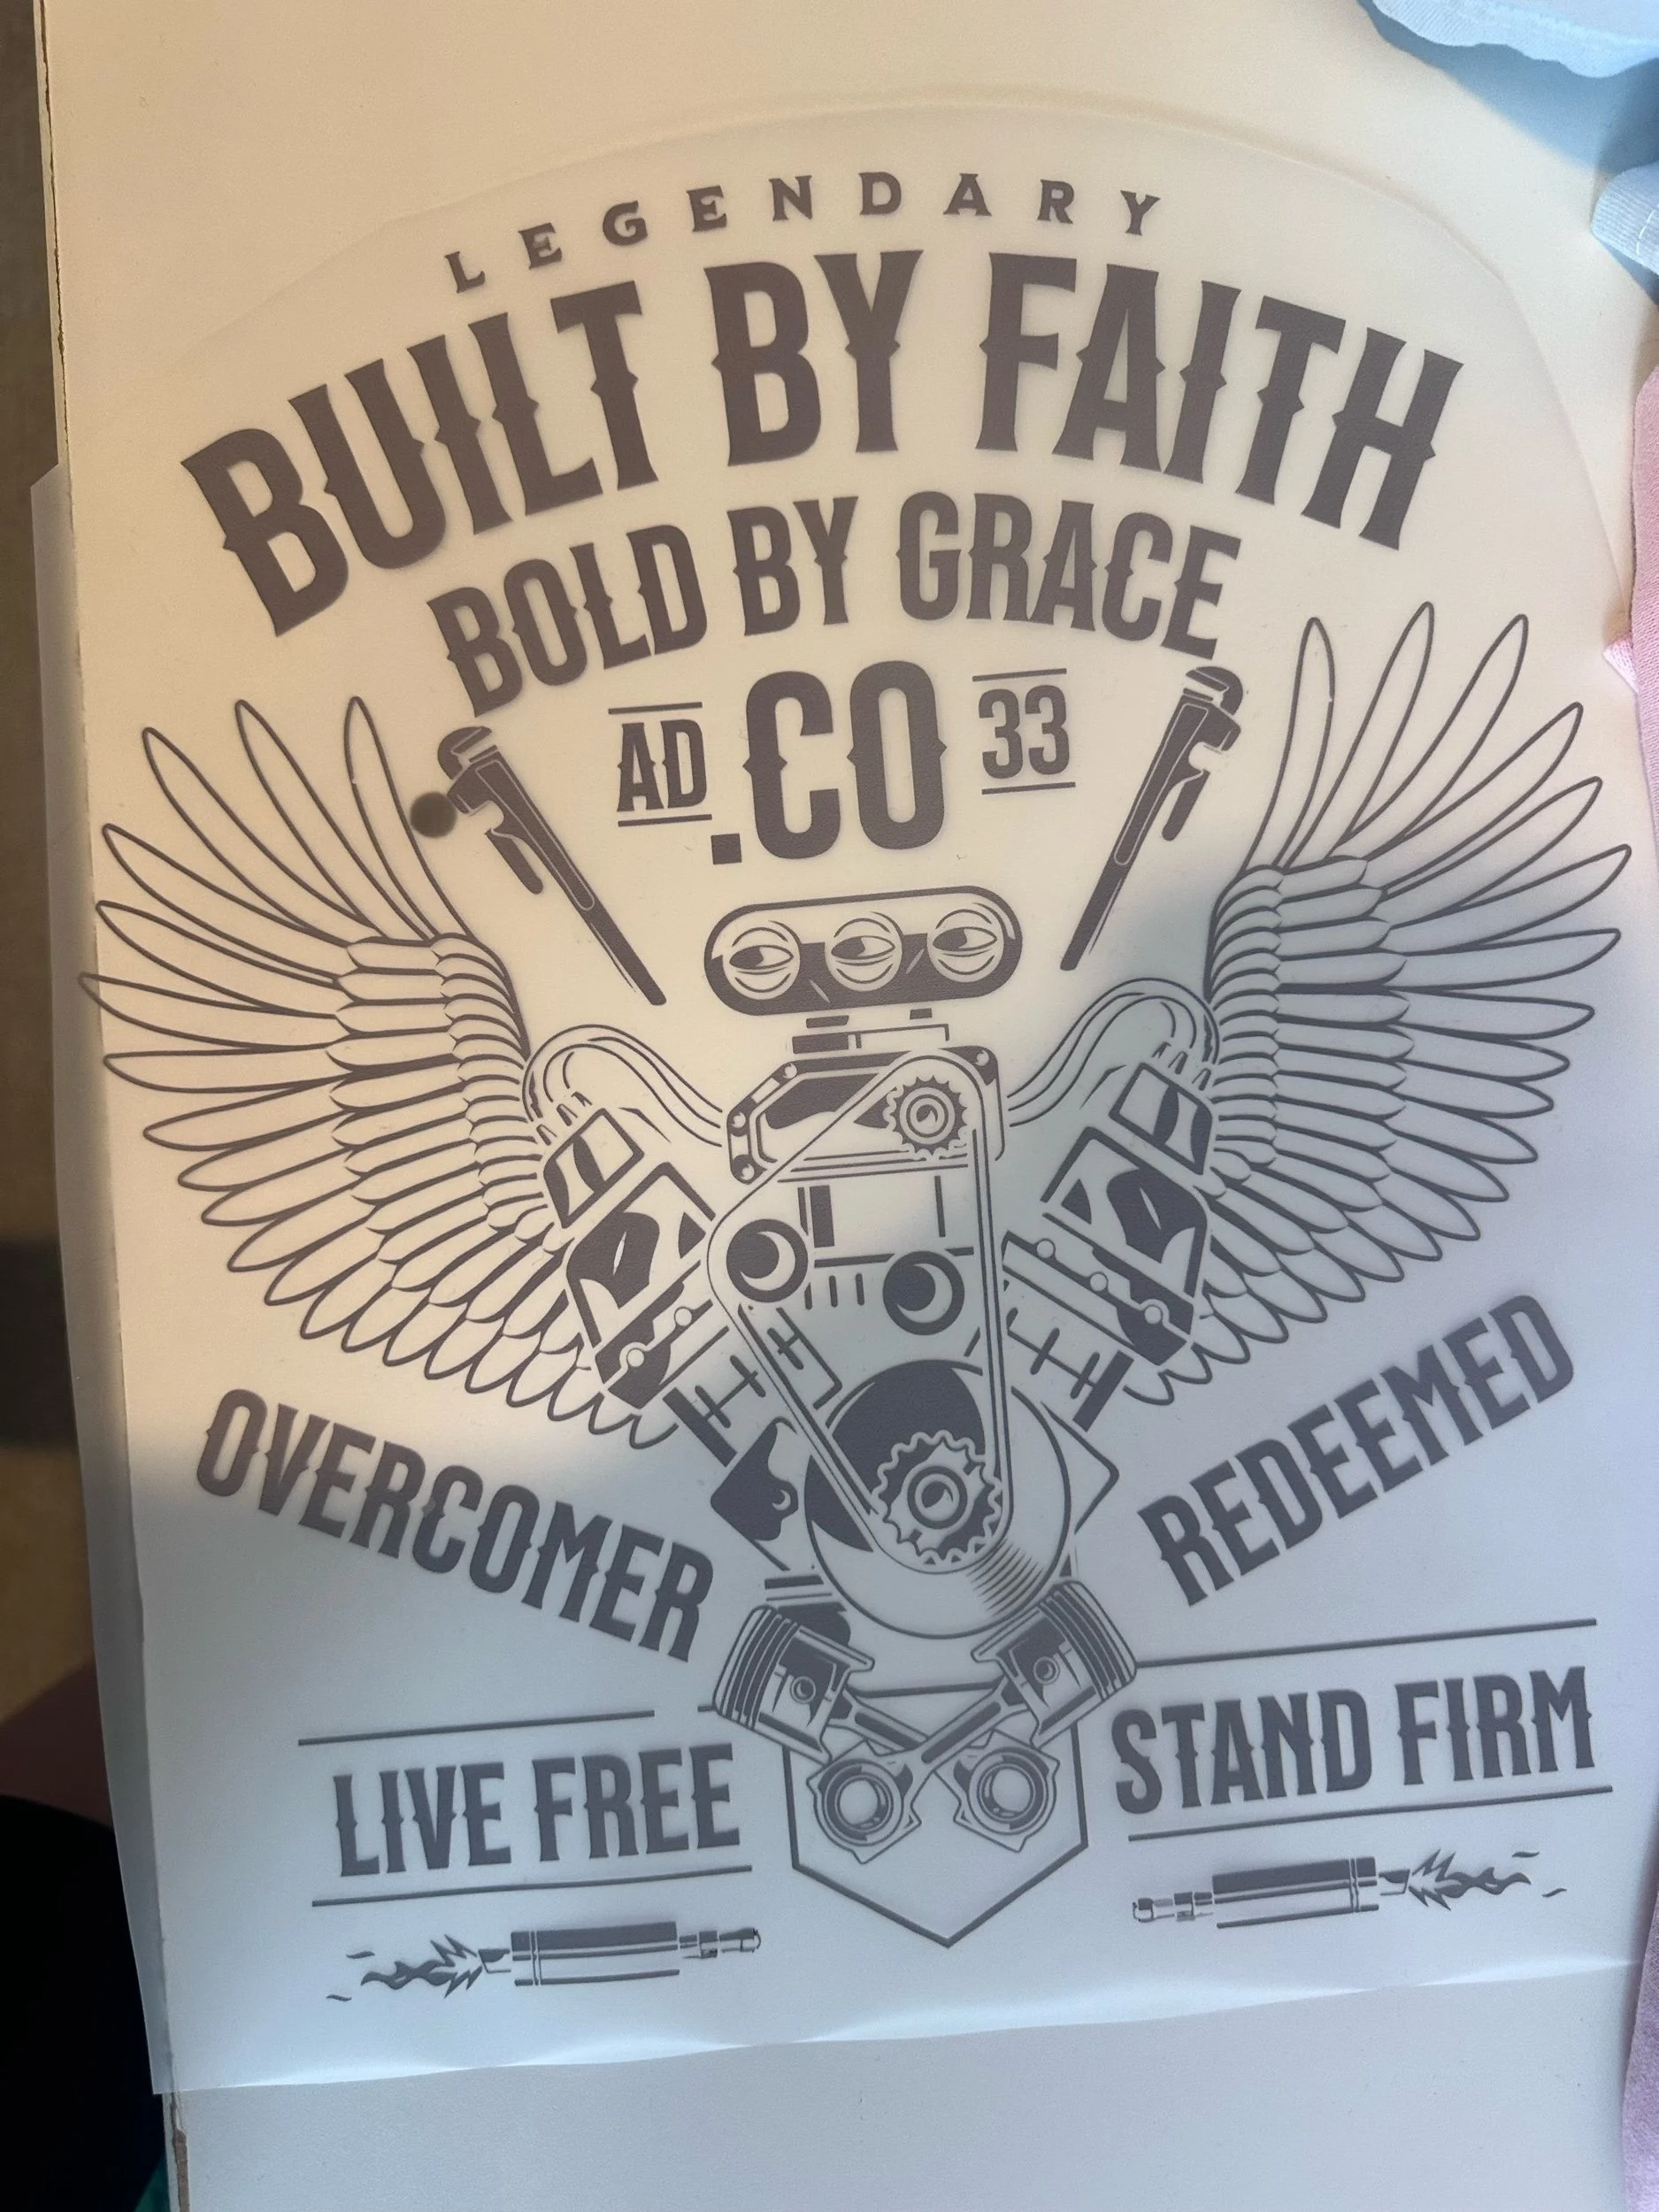 LEGENDARY
BUILT BY FAITH
BOLD BY GRACE
AD .CO 33
OVERCOMER
REDEEMED
LIVE FREE
STAND FIRM